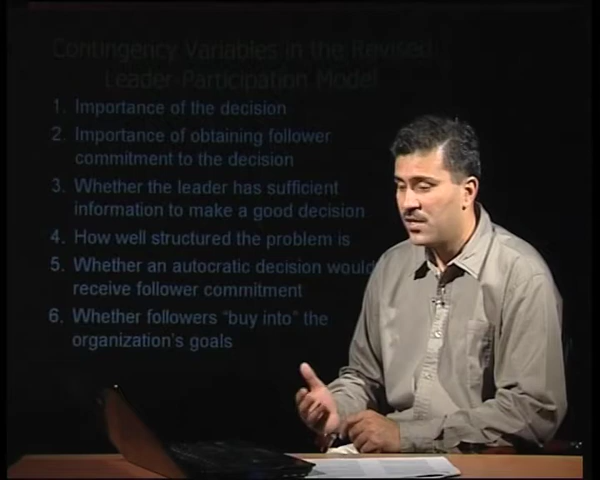 Contingency Variables in the Revised
Leader-Participation Model
1. Importance of the decision
2. Importance of obtaining follower
commitment to the decision
3. Whether the leader has sufficient
information to make a good decision
4. How well structured the problem is
5. Whether an autocratic decision would
receive follower commitment
6. Whether followers "buy into" the
organization's goals